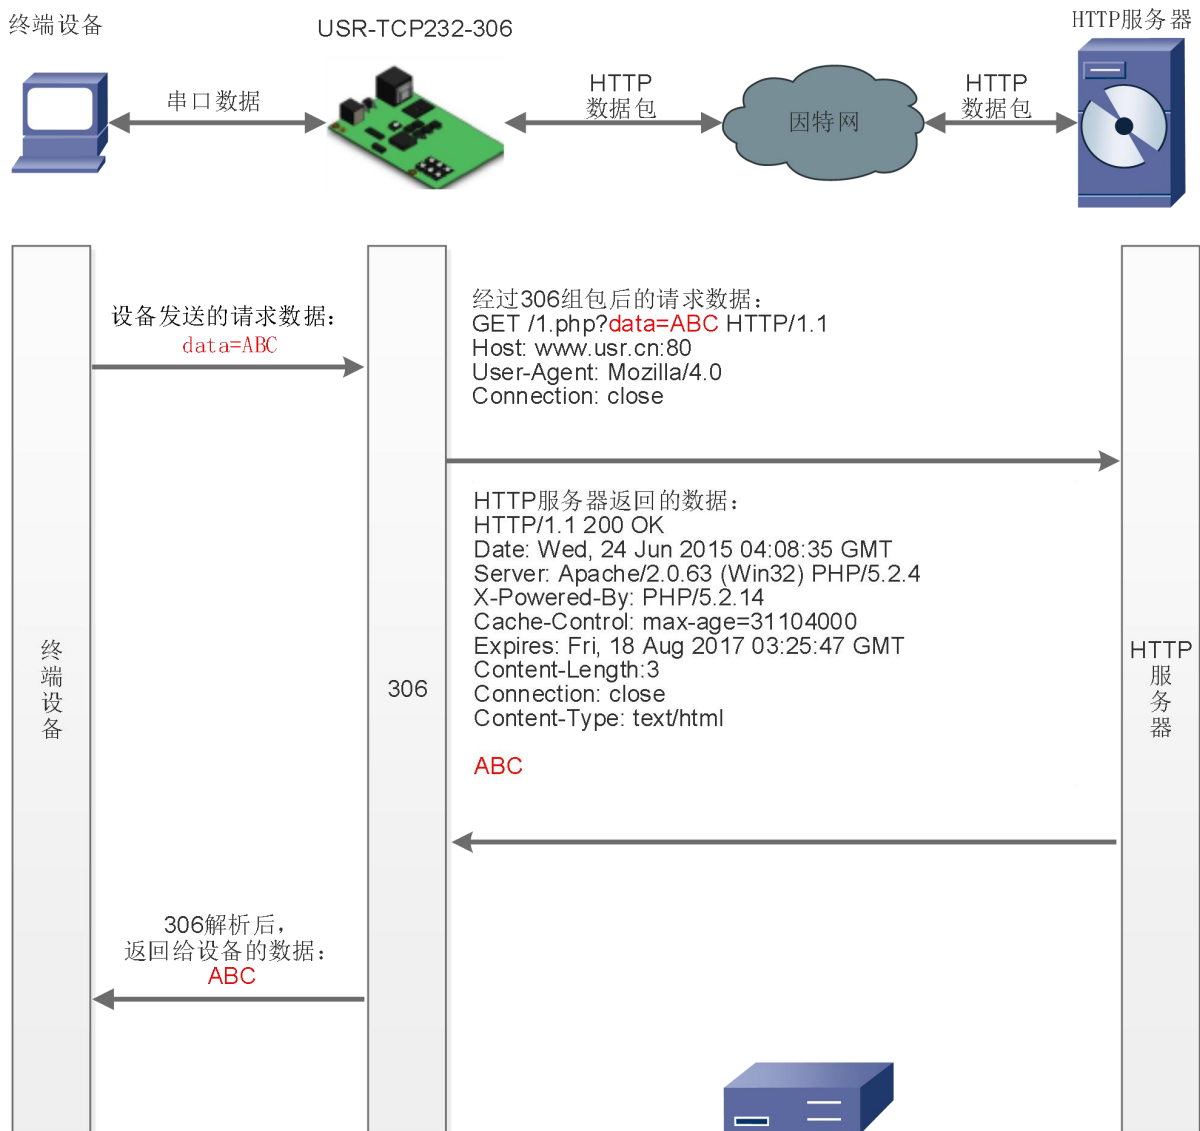 终端设备
USR-TCP232-306
HTTP服务器
串口数据
HTTP
数据包
因特网
HTTP
数据包
设备发送的请求数据：
data=ABC
经过306组包后的请求数据：
GET /1.php?data=ABC HTTP/1.1
Host: www.usr.cn:80
User-Agent: Mozilla/4.0
Connection: close
HTTP服务器返回的数据：
HTTP/1.1 200 OK
Date: Wed, 24 Jun 2015 04:08:35 GMT
Server: Apache/2.0.63 (Win32) PHP/5.2.4
X-Powered-By: PHP/5.2.14
Cache-Control: max-age=31104000
Expires: Fri, 18 Aug 2017 03:25:47 GMT
Content-Length:3
Connection: close
Content-Type: text/html
ABC
终端设备
306
HTTP
服务器
306解析后，
返回给设备的数据：
ABC